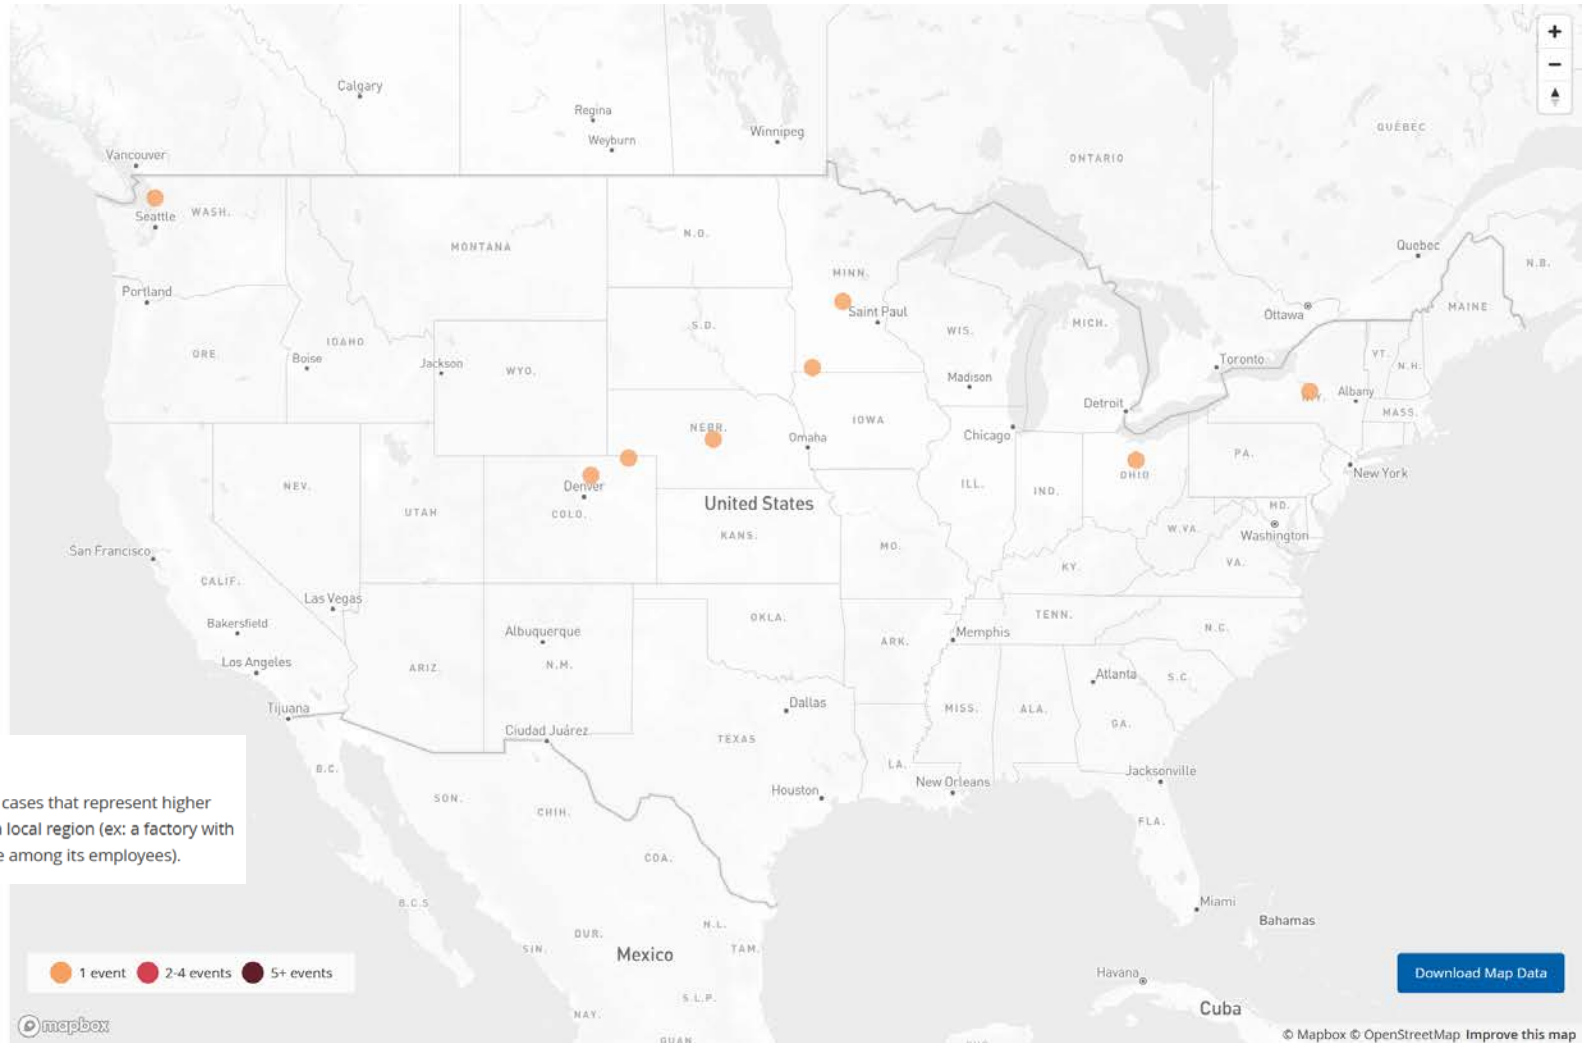 Calgary
Regina
Weyburn
Winnipeg
ONTARIO
QUÉBEC
Vancouver
Seattle
WASH.
MONTANA
N.D.
MINN.
Quebec
N.B.
Portland
Saint Paul
Ottawa
MAINE
ORE.
Boise
IDAHO
Jackson
WYO.
S.D.
WIS.
MICH.
Toronto
VT.
N.H.
Madison
Detroit
N.Y.
Albany
MASS.
NEBR.
Omaha
IOWA
Chicago
NEV.
UTAH
Denver
COLO.
United States
ILL.
IND.
OHIO
PA.
New York
MD.
Washington
San Francisco
KANS.
MO.
W.VA.
VA.
CALIF.
KY.
Las Vegas
Bakersfield
Los Angeles
ARIZ.
Albuquerque
N.M.
OKLA.
ARK.
Memphis
TENN.
N.C.
Atlanta
S.C.
Tijuana
Ciudad Juárez
Dallas
TEXAS
MISS.
ALA.
GA.
B.C.
SON.
CHIH.
Houston
LA.
New Orleans
Jacksonville
FLA.
cases that represent higher
local region (ex: a factory with
among its employees).
COA.
B.C.S.
SIN.
DUR.
Mexico
N.L.
TAM.
Miami
Bahamas
1 event
2-4 events
5+ events
Havana
Cuba
Download Map Data
NAY.
S.L.P.
GUAN.
mapbox
© Mapbox © OpenStreetMap Improve this map